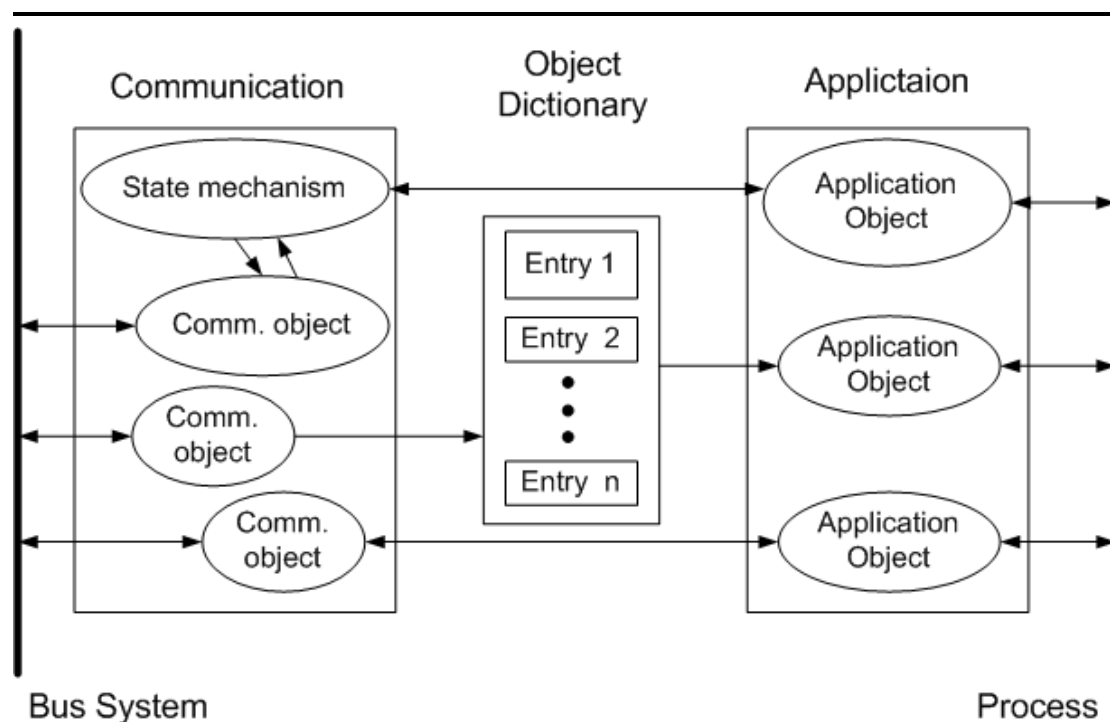 Communication
Object
Dictionary
Applictaion
State mechanism
Comm. object
Comm.
object
Comm.
object
Entry 1
Entry 2
Entry n
Application
Object
Application
Object
Application
Object
Bus System
Process